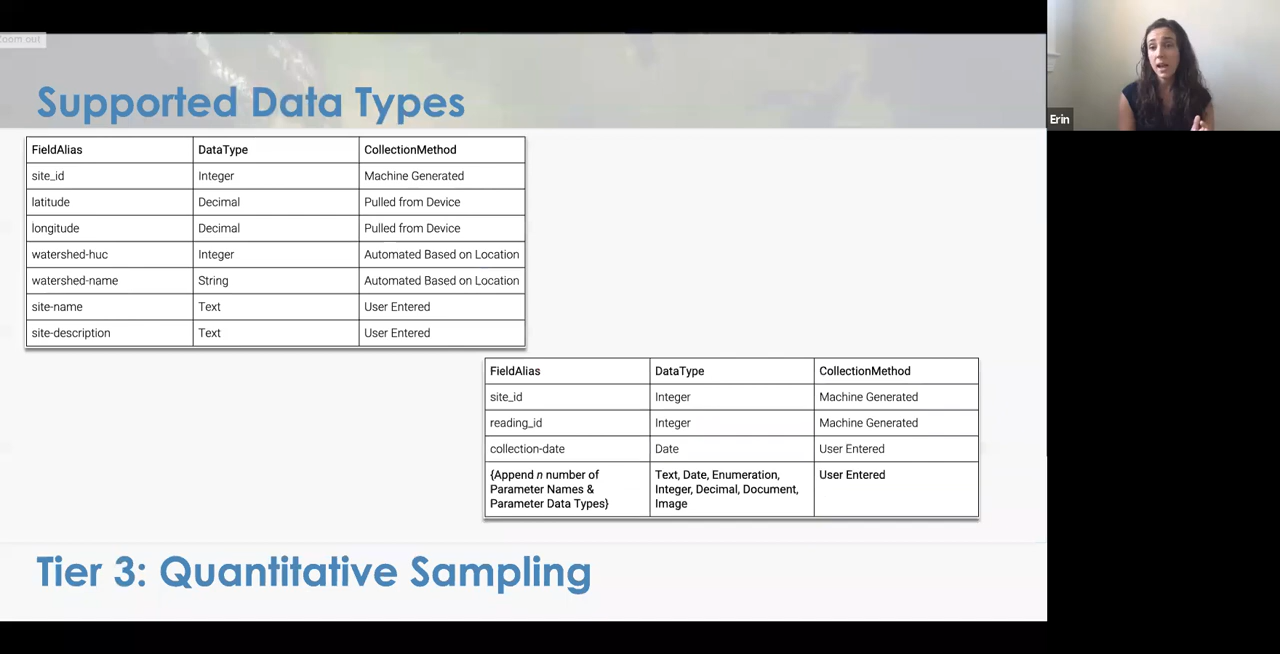 Zoom out
Supported Data Types
Erin
FieldAlias DataType CollectionMethod
site_id Integer Machine Generated
latitude Decimal Pulled from Device
longitude Decimal Pulled from Device
watershed-huc Integer Automated Based on Location
watershed-name String Automated Based on Location
site-name Text User Entered
site-description Text User Entered
FieldAlias DataType CollectionMethod
site_id Integer Machine Generated
reading_id Integer Machine Generated
collection-date Date User Entered
{Append n number of Text, Date, Enumeration, User Entered
Parameter Names & Integer, Decimal, Document,
Parameter Data Types} Image
Tier 3: Quantitative Sampling